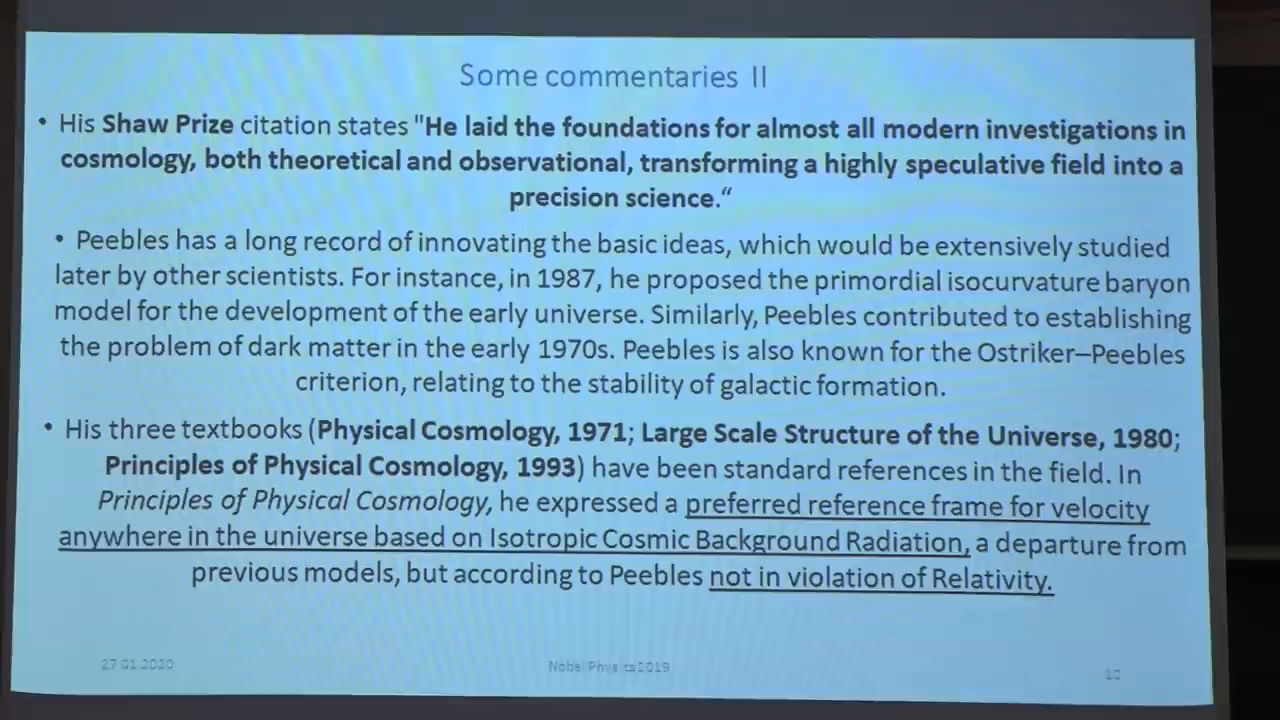 Some commentaries II
• His Shaw Prize citation states "He laid the foundations for almost all modern investigations in
cosmology, both theoretical and observational, transforming a highly speculative field into a
precision science.“
• Peebles has a long record of innovating the basic ideas, which would be extensively studied
later by other scientists. For instance, in 1987, he proposed the primordial isocurvature baryon
model for the development of the early universe. Similarly, Peebles contributed to establishing
the problem of dark matter in the early 1970s. Peebles is also known for the Ostriker–Peebles
criterion, relating to the stability of galactic formation.
• His three textbooks (Physical Cosmology, 1971; Large Scale Structure of the Universe, 1980;
Principles of Physical Cosmology, 1993) have been standard references in the field. In
Principles of Physical Cosmology, he expressed a preferred reference frame for velocity
anywhere in the universe based on Isotropic Cosmic Background Radiation, a departure from
previous models, but according to Peebles not in violation of Relativity.
27.01.2020
Nobel Physics2019